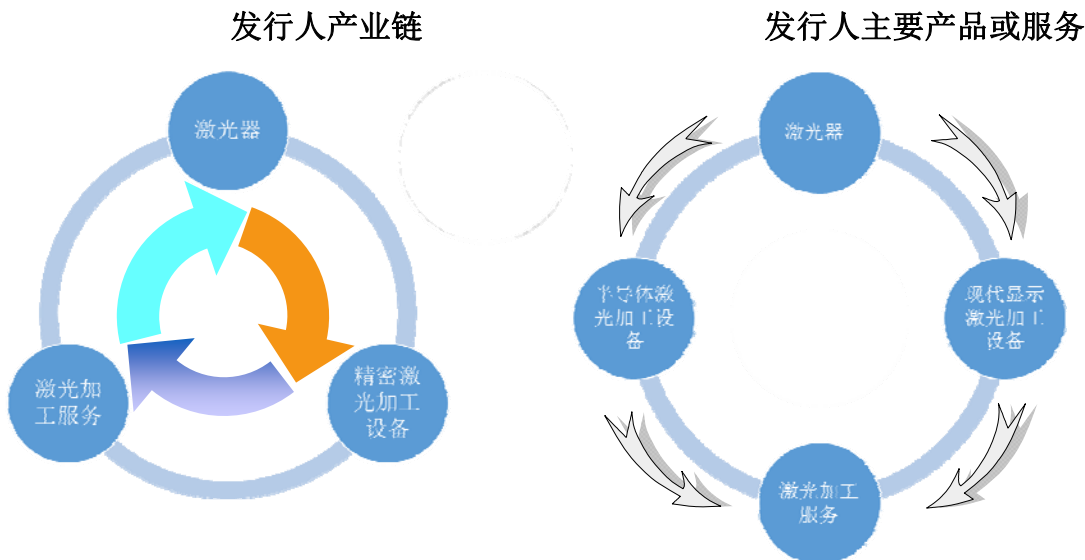 发行人产业链
发行人主要产品或服务
激光器
激光加
工服务
精密激
光加工
设备
激光器
半导体激
光加工设
备
现代显示
激光加工
设备
激光加工
服务